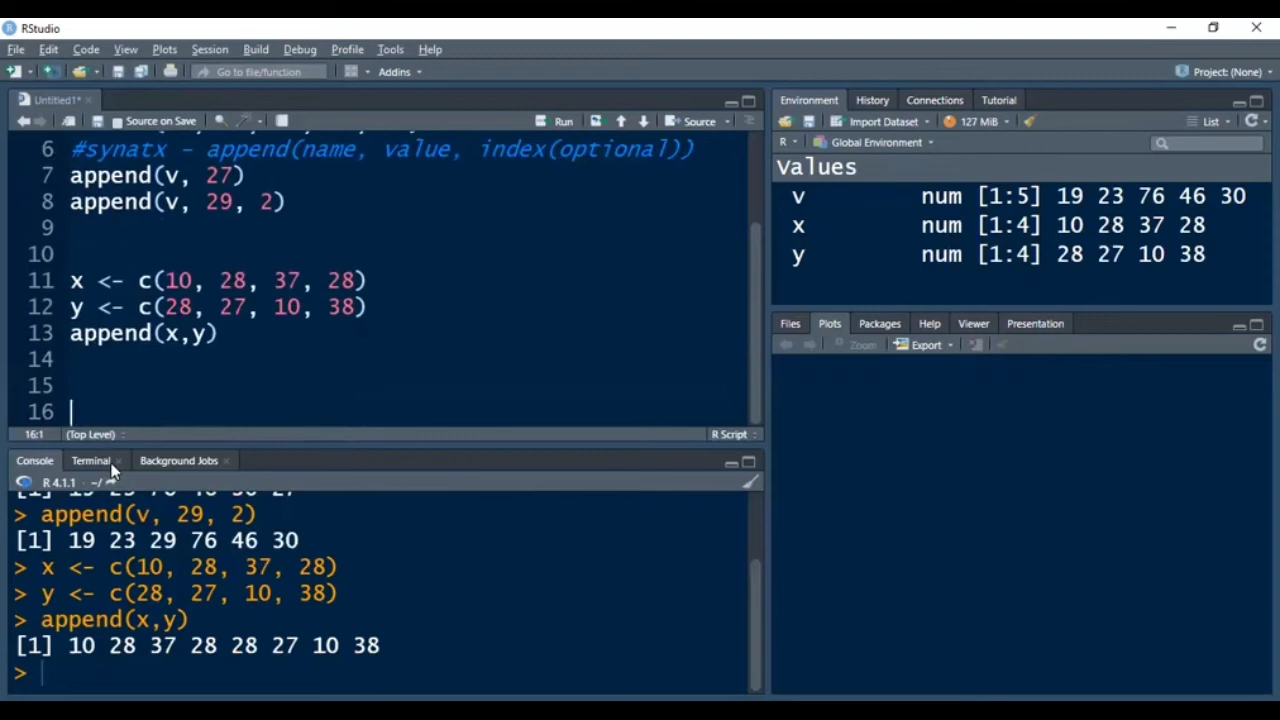 RStudio
File Edit Code View Plots Session Build Debug Profile Tools Help
Go to file/function Addins Project: (None)
Untitled1*
Source on Save Run Source
6 #synatx - append(name, value, index(optional))
7 append(v, 27)
8 append(v, 29, 2)
9
10
11 x <- c(10, 28, 37, 28)
12 y <- c(28, 27, 10, 38)
13 append(x,y)
14
15
16
16:1 (Top Level) R Script
Console Terminal Background Jobs
R 4.1.1 · ~/
> append(v, 29, 2)
[1] 19 23 29 76 46 30
> x <- c(10, 28, 37, 28)
> y <- c(28, 27, 10, 38)
> append(x,y)
[1] 10 28 37 28 28 27 10 38
>
Environment History Connections Tutorial
Import Dataset 127 MiB List
R Global Environment
Values
v num [1:5] 19 23 76 46 30
x num [1:4] 10 28 37 28
y num [1:4] 28 27 10 38
Files Plots Packages Help Viewer Presentation
Zoom Export